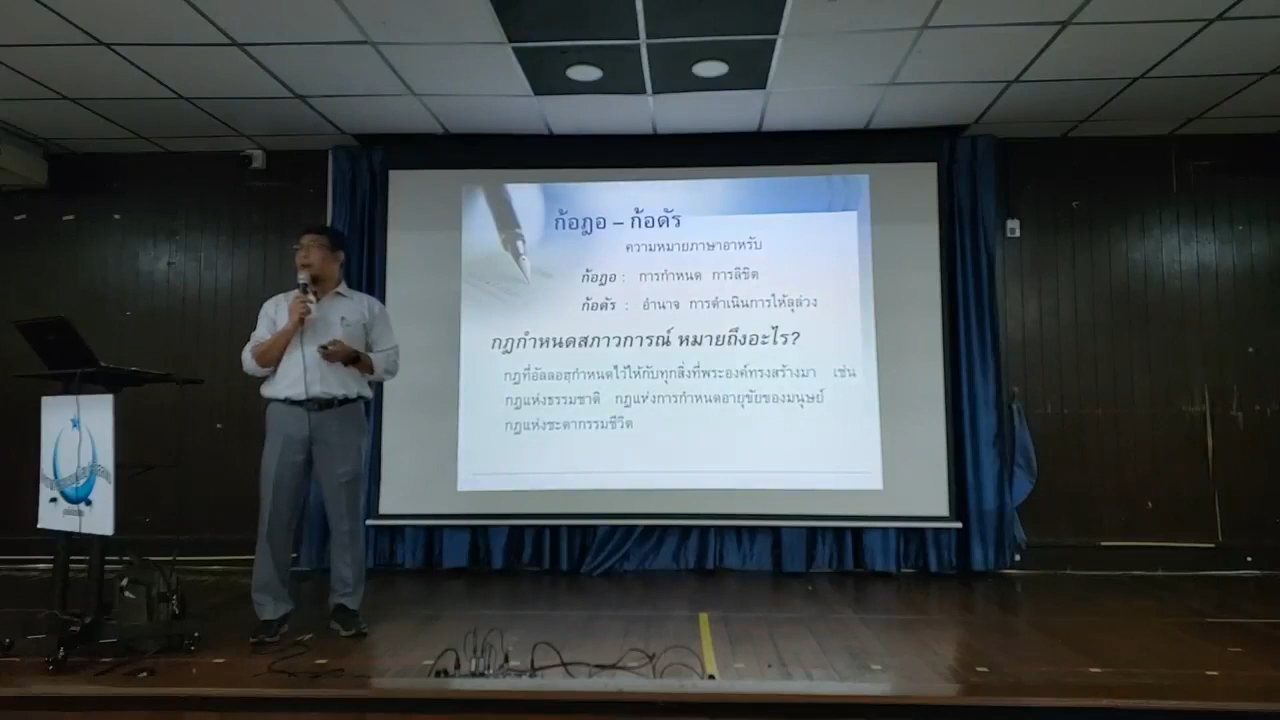 ก้อฎอ – ก้อดัร
ความหมายภาษาอาหรับ
ก้อฎอ : การกำหนด การลิขิต
ก้อดัร : อำนาจ การดำเนินการให้ลุล่วง
กฎกำหนดสภาวการณ์ หมายถึงอะไร?
กฎที่อัลลอฮฺกำหนดไว้ให้กับทุกสิ่งที่พระองค์ทรงสร้างมา เช่น
กฎแห่งธรรมชาติ กฎแห่งการกำหนดอายุขัยของมนุษย์
กฎแห่งชะตากรรมชีวิต